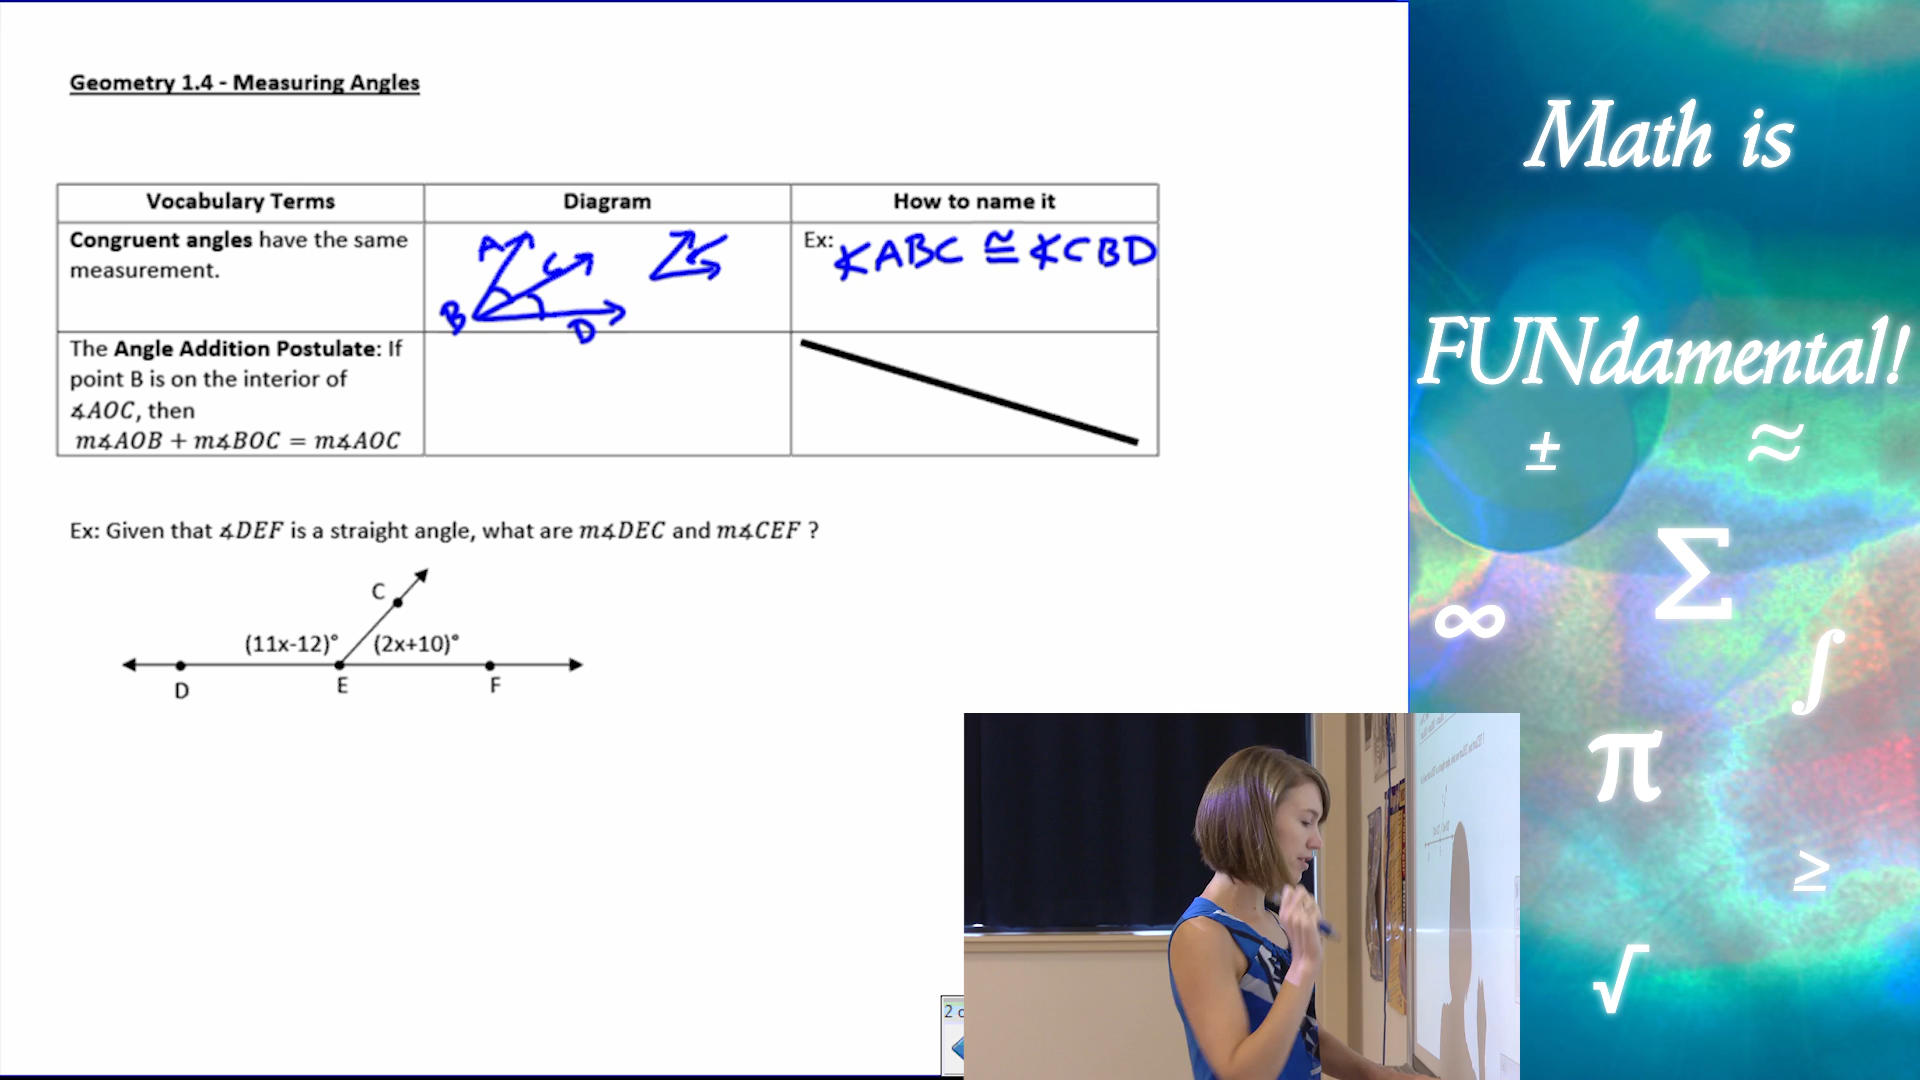 Geometry 1.4 - Measuring Angles
Vocabulary Terms
Diagram
How to name it
Congruent angles have the same
measurement.
A
C
B
D
Ex: ∡ABC ≅ ∡CBD
The Angle Addition Postulate: If
point B is on the interior of
∡AOC, then
m∡AOB + m∡BOC = m∡AOC
Ex: Given that ∡DEF is a straight angle, what are m∡DEC and m∡CEF ?
C
(11x-12)° (2x+10)°
D E F
Math is
FUNdamental!
± ≈
Σ
∞
∫
π
≥
√